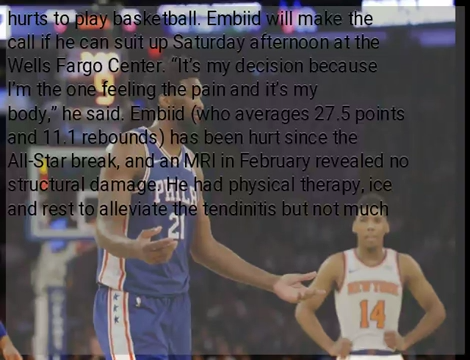 hurts to play basketball. Embiid will make the
call if he can suit up Saturday afternoon at the
Wells Fargo Center. “It’s my decision because
I'm the one feeling the pain and it’s my
body,” he said. Embiid (who averages 27.5 points
and 11.1 rebounds) has been hurt since the
All-Star break, and an MRI in February revealed no
structural damage. He had physical therapy, ice
and rest to alleviate the tendinitis but not much
PHILA
21
NEW YORK
14